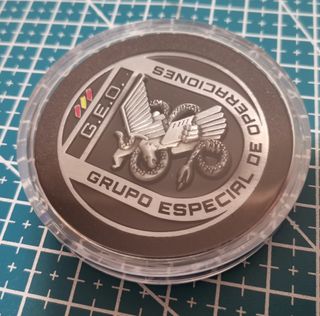 G.E.O.
GRUPO ESPECIAL DE OPERACIONES